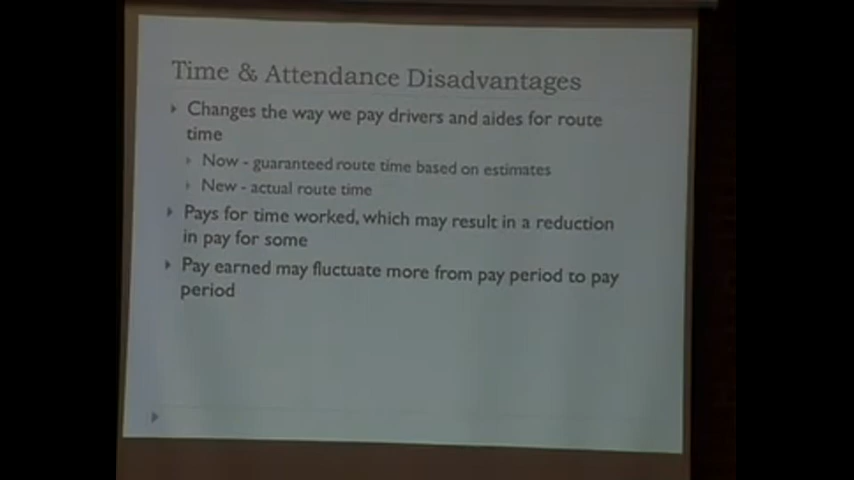 Time & Attendance Disadvantages
Changes the way we pay drivers and aides for route
time
Now - guaranteed route time based on estimates
New - actual route time
Pays for time worked, which may result in a reduction
in pay for some
Pay earned may fluctuate more from pay period to pay
period